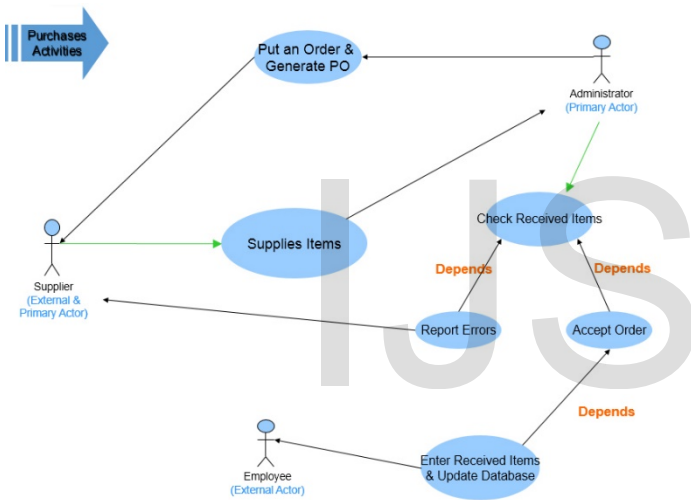 Purchases
Activities
Put an Order &
Generate PO
Administrator
(Primary Actor)
Check Received Items
Supplies Items
Depends
Depends
Supplier
(External &
Primary Actor)
Report Errors
Accept Order
Depends
Employee
(External Actor)
Enter Received Items
& Update Database
IJS